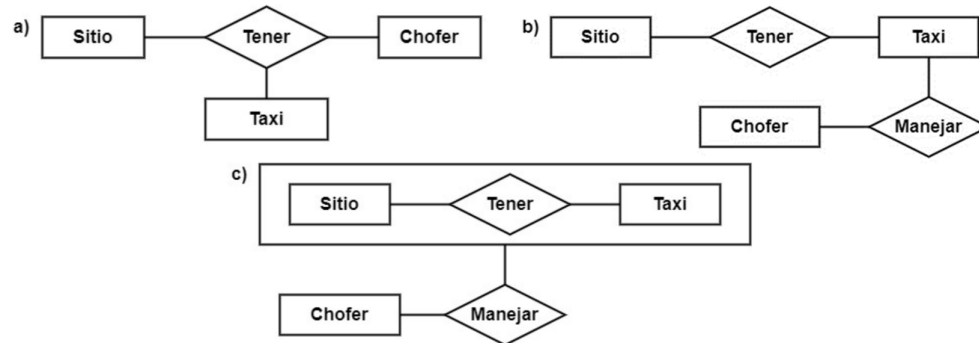 a) Sitio Tener Chofer
Taxi
b) Sitio Tener Taxi
Chofer Manejar
c) Sitio Tener Taxi
Chofer Manejar